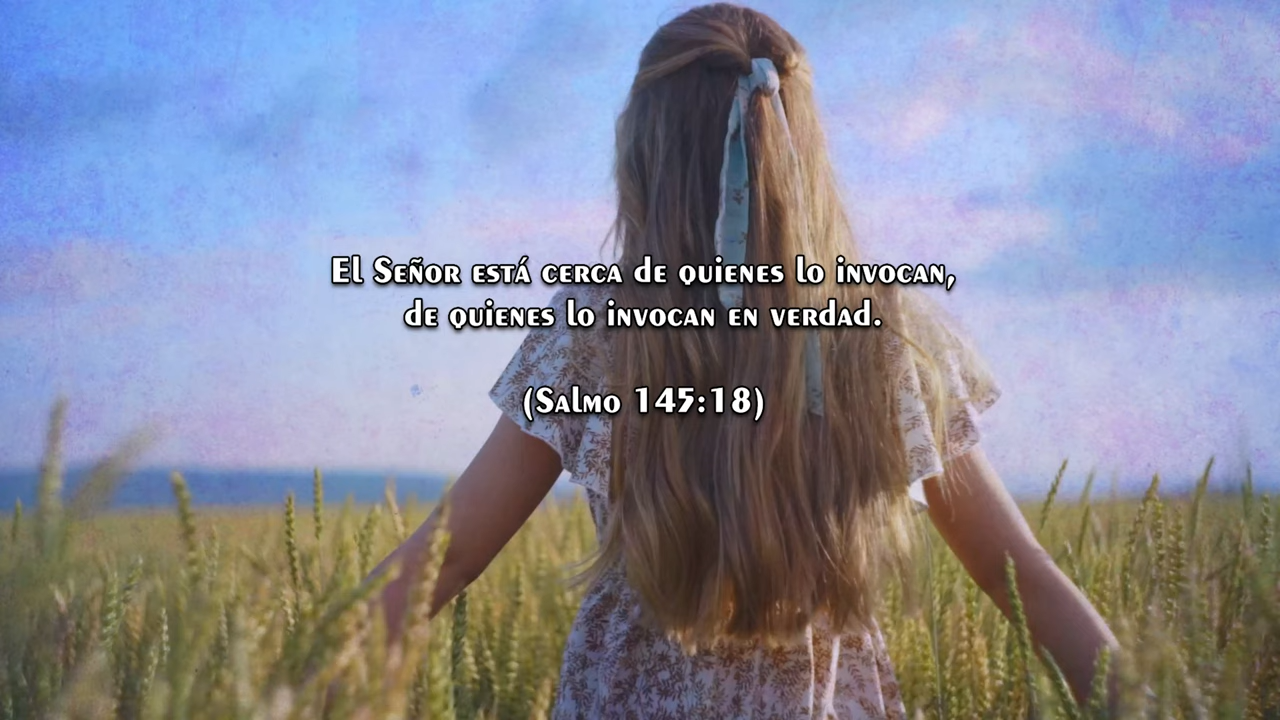 El Señor está cerca de quienes lo invocan,
de quienes lo invocan en verdad.
(Salmo 145:18)